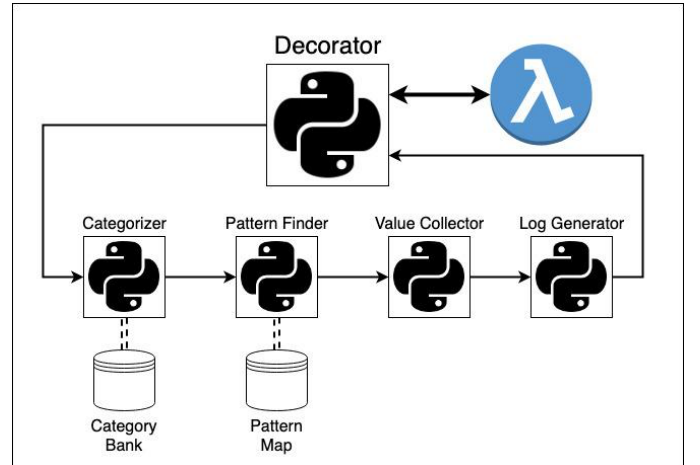 Decorator
λ
Categorizer
Pattern Finder
Value Collector
Log Generator
Category
Bank
Pattern
Map